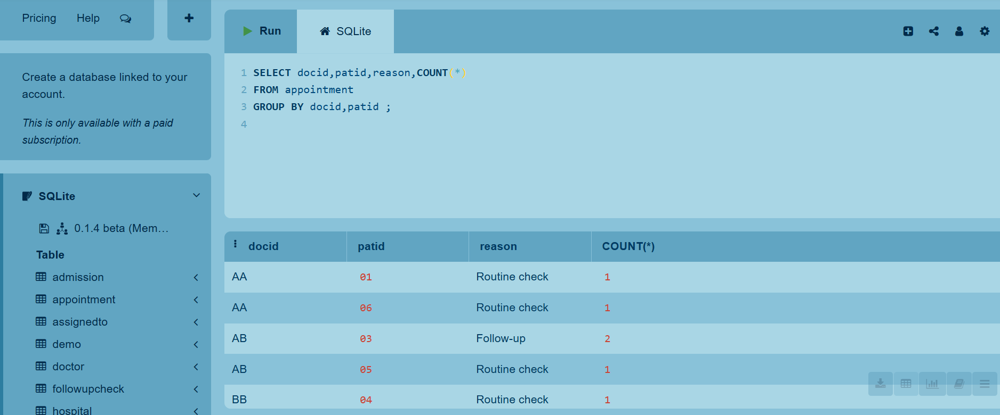 Pricing Help
Create a database linked to your
account.
This is only available with a paid
subscription.
SQLite
0.1.4 beta (Mem...
Table
admission
appointment
assignedto
demo
doctor
followupcheck
hospital
Run SQLite
1 SELECT docid,patid,reason,COUNT(*)
2 FROM appointment
3 GROUP BY docid,patid ;
4
docid patid reason COUNT(*)
AA 01 Routine check 1
AA 06 Routine check 1
AB 03 Follow-up 2
AB 05 Routine check 1
BB 04 Routine check 1